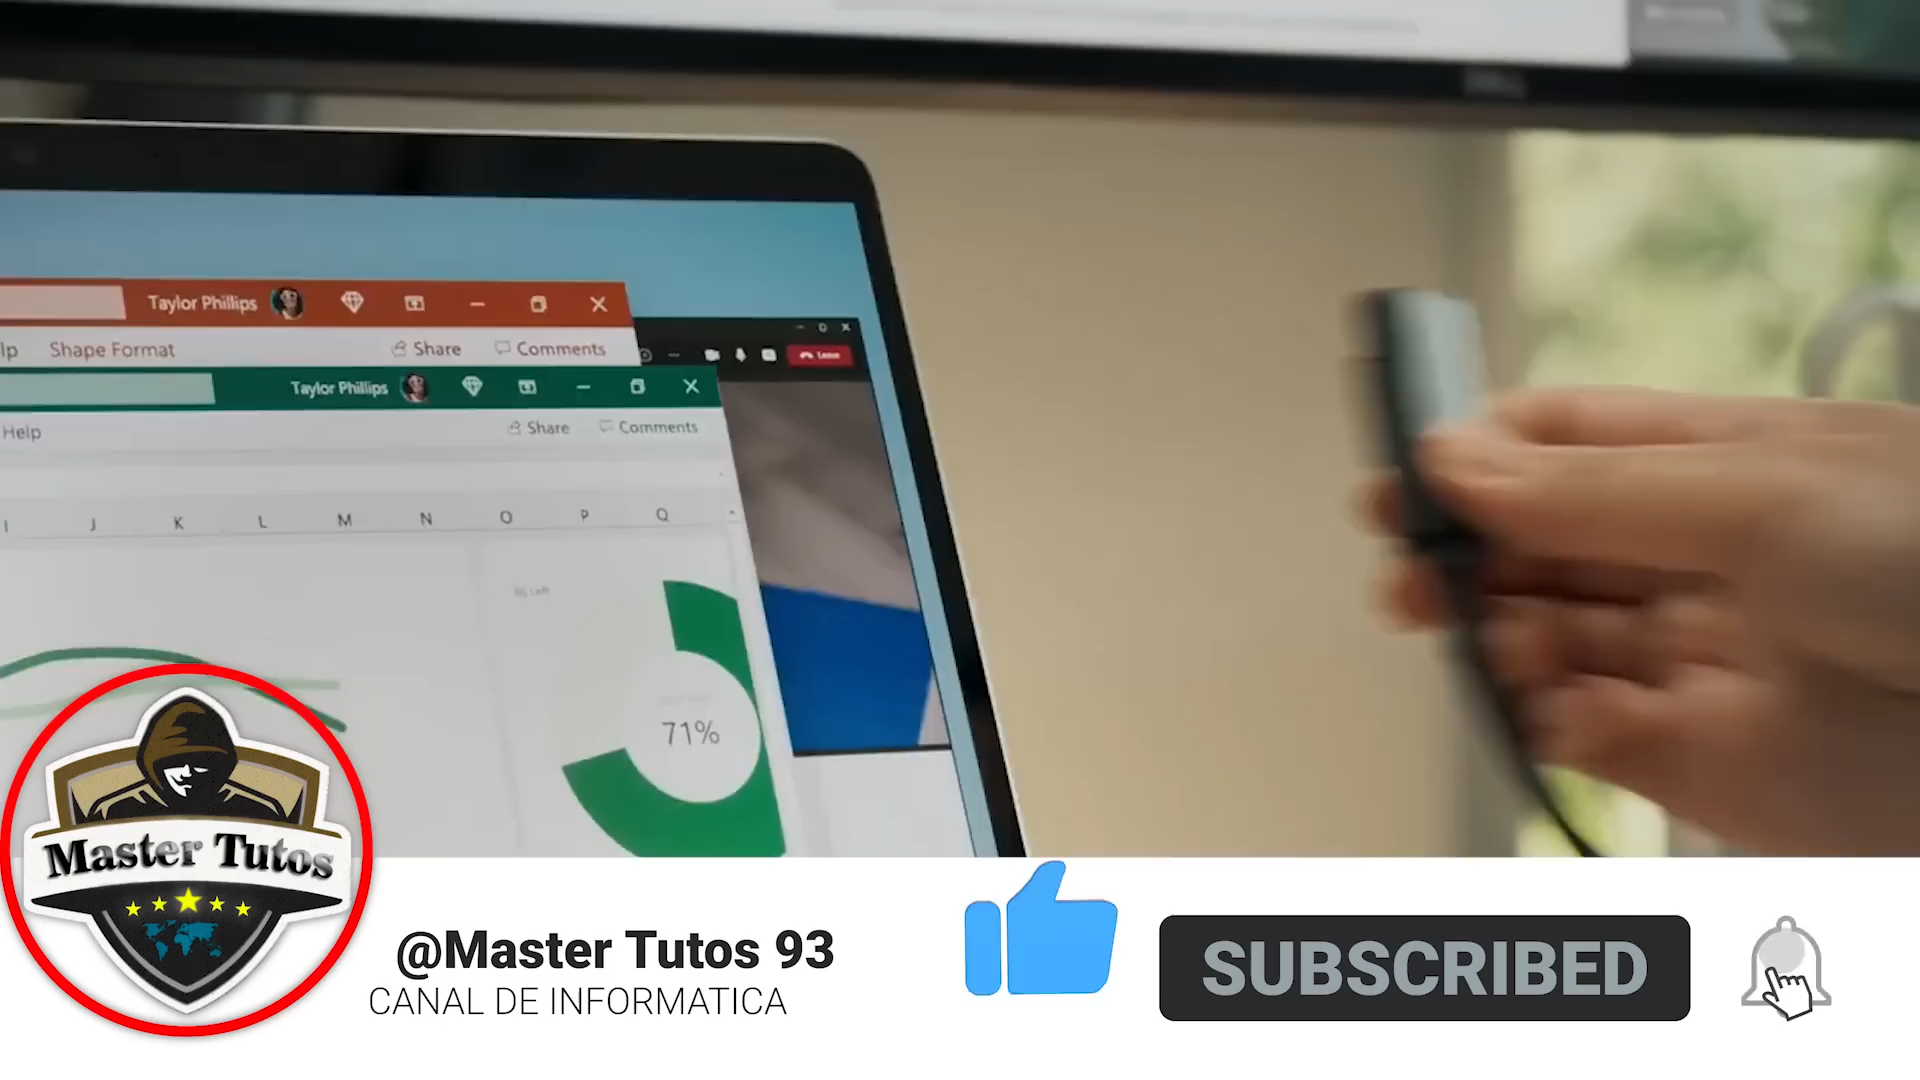 Taylor Phillips
lp Shape Format Share Comments
Leave
Taylor Phillips
Help Share Comments
I J K L M N O P Q
71%
Master Tutos
@Master Tutos 93
CANAL DE INFORMATICA
SUBSCRIBED